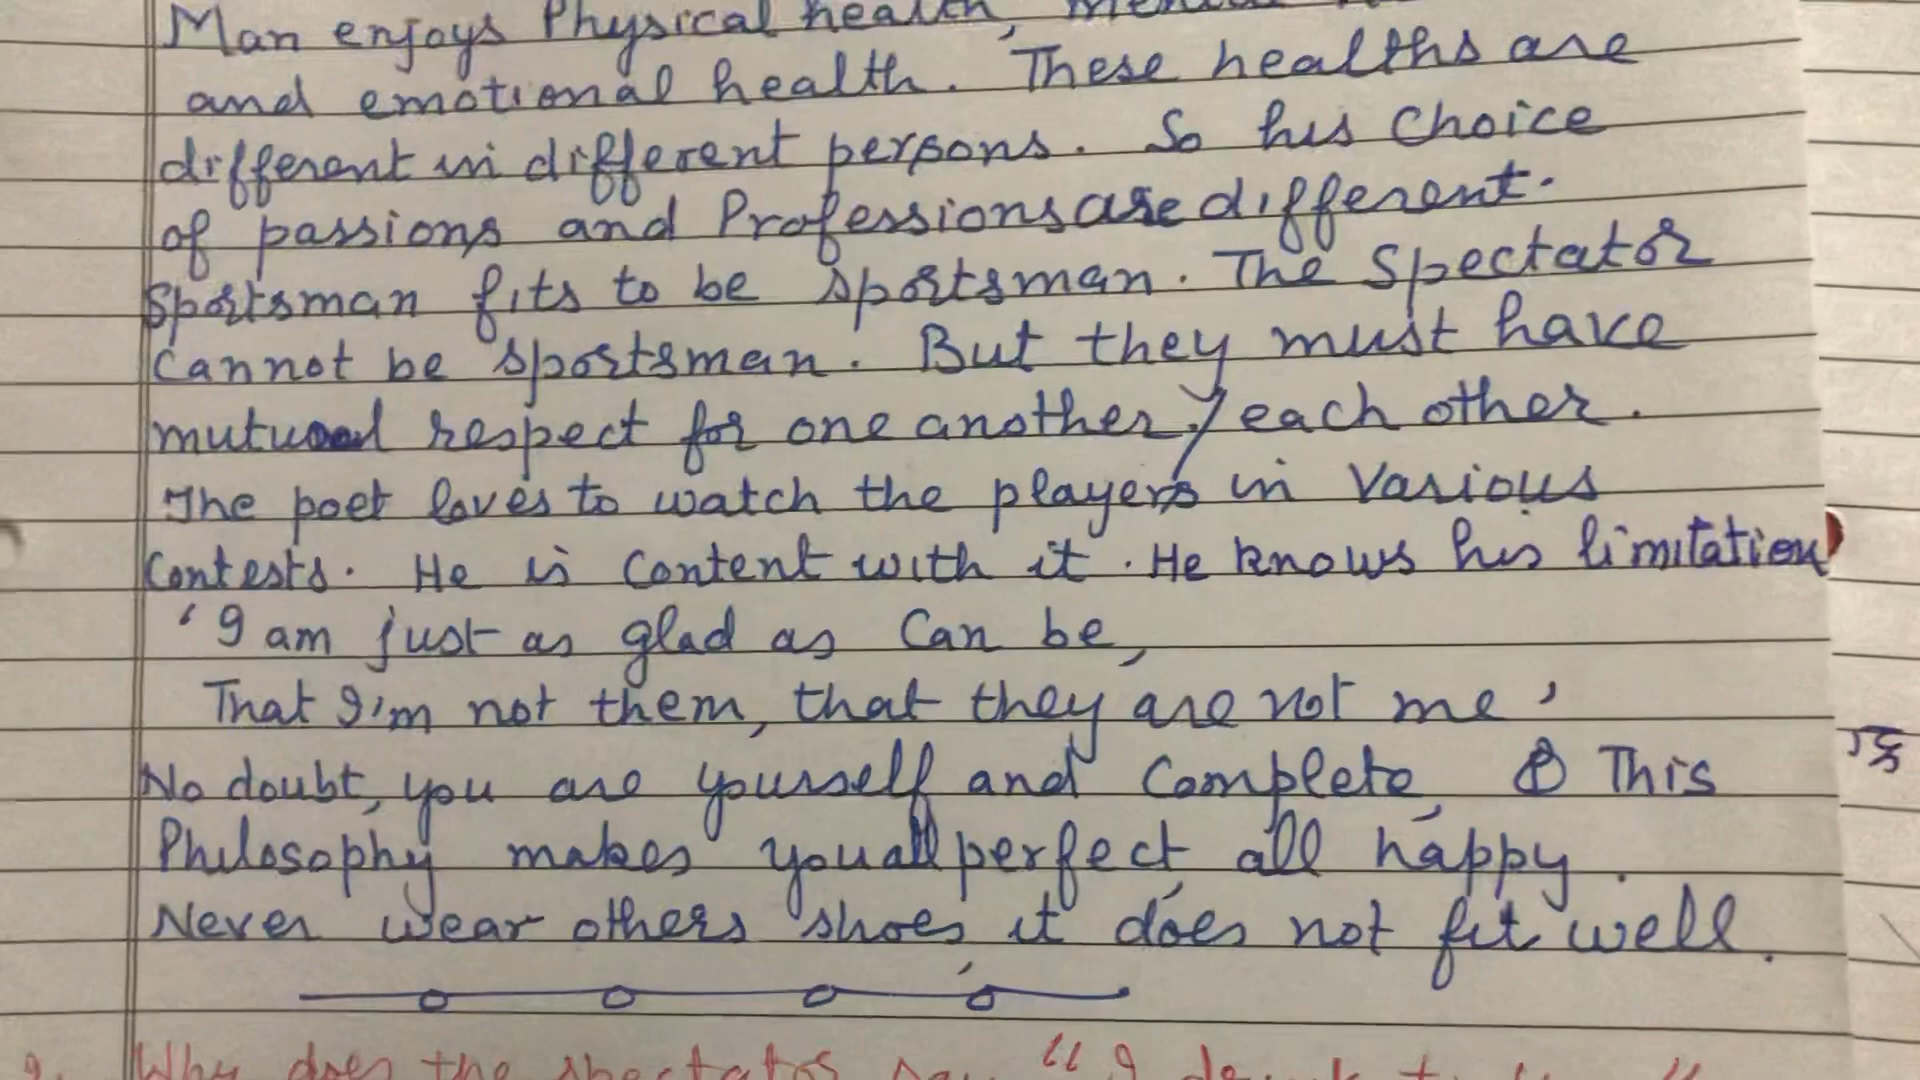 Man enjoys Physical health,
and emotional health. These healths are
different in different persons. So his Choice
of passions and Professions are different.
Sportsman fits to be sportsman. The Spectator
Cannot be sportsman. But they must have
mutual respect for one another / each other.
The poet loves to watch the players in Various
Contests. He is Content with it. He knows his limitation
'I am just as glad as Can be,
That I'm not them, that they are not me'
No doubt, you are yourself and Complete, This
Philosophy makes you all perfect all happy.
Never wear others shoes, it does not fit well.
Why does the spectator say "I